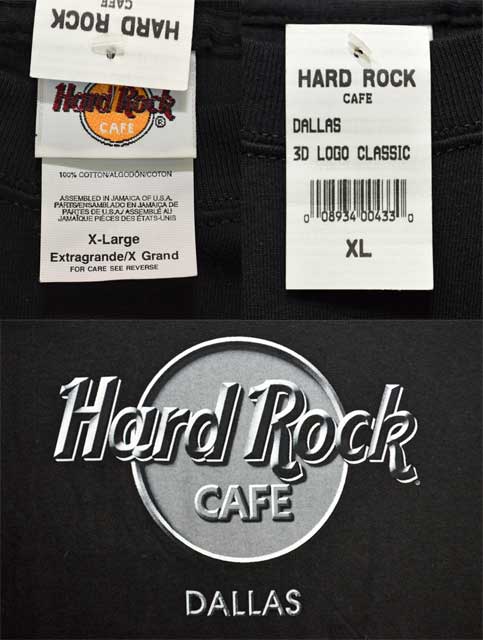 HARD ROCK
CAFE
Hard Rock
CAFE
®
100% COTTON/ALGODÓN/COTON
ASSEMBLED IN JAMAICA OF U.S.A.
PARTS/ENSAMBLADO EN JAMAICA DE
PARTES DE U.S.A./ ASSEMBLÉ AU
JAMAÏQUE PIÈCES DES ÉTATS-UNIS
X-Large
Extragrande/X Grand
FOR CARE SEE REVERSE
HARD ROCK
CAFE
DALLAS
3D LOGO CLASSIC
0 08934 00433 0
XL
Hard Rock
CAFE
®
DALLAS